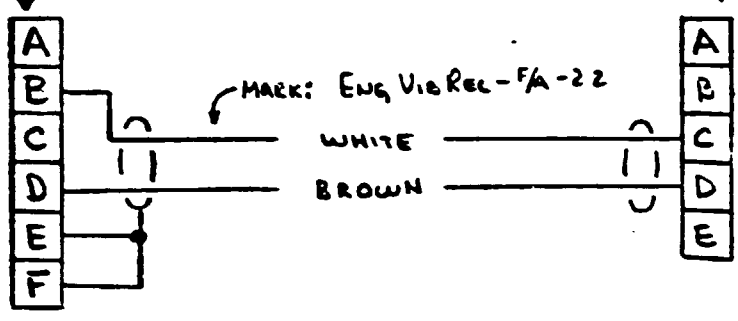 A A
B MARK: ENG VIB REC - F/A - 22 B
C WHITE C
D BROWN D
E E
F